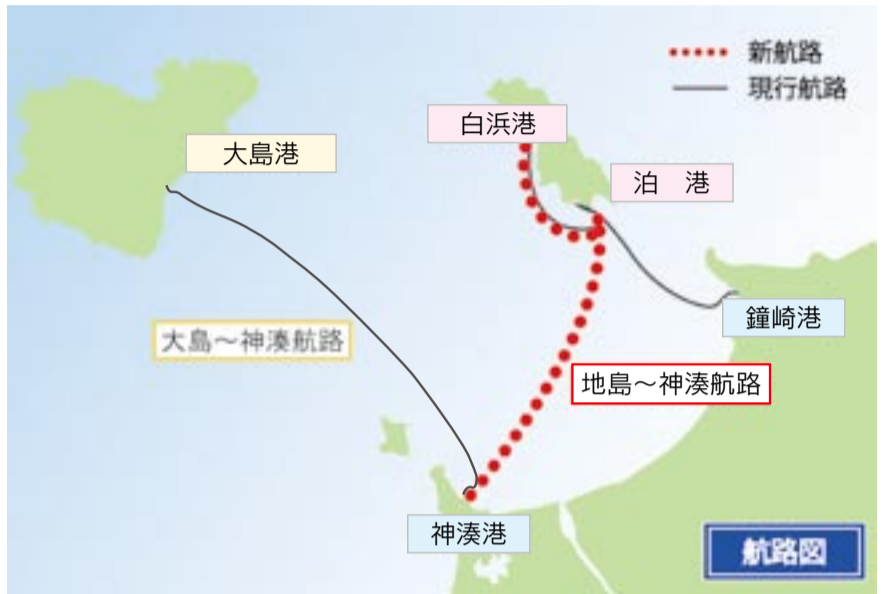 新航路
現行航路
白浜港
大島港
泊　港
鐘崎港
大島～神湊航路
地島～神湊航路
神湊港
航路図